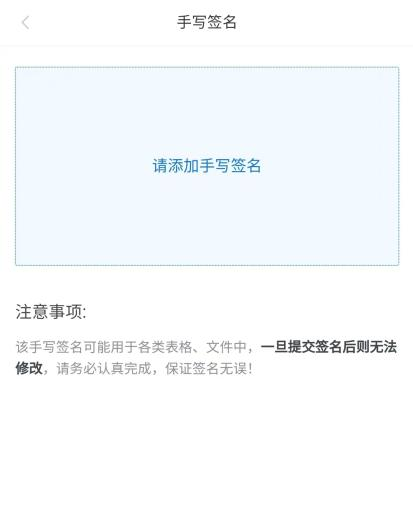 手写签名
请添加手写签名
注意事项:
该手写签名可能用于各类表格、文件中，一旦提交签名后则无法
修改，请务必认真完成，保证签名无误！